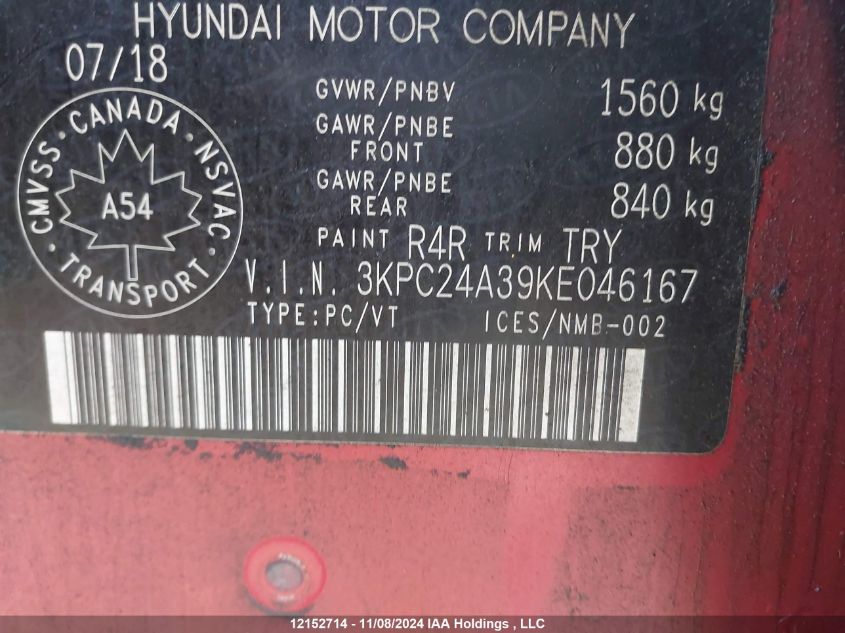 HYUNDAI MOTOR COMPANY
07/18
GVWR/PNBV 1560 kg
GAWR/PNBE FRONT 880 kg
GAWR/PNBE REAR 840 kg
PAINT R4R TRIM TRY
V.I.N. 3KPC24A39KE046167
TYPE:PC/VT ICES/NMB-002
CMVSS · CANADA · NSVAC · TRANSPORT ·
A54
12152714 - 11/08/2024 IAA Holdings , LLC